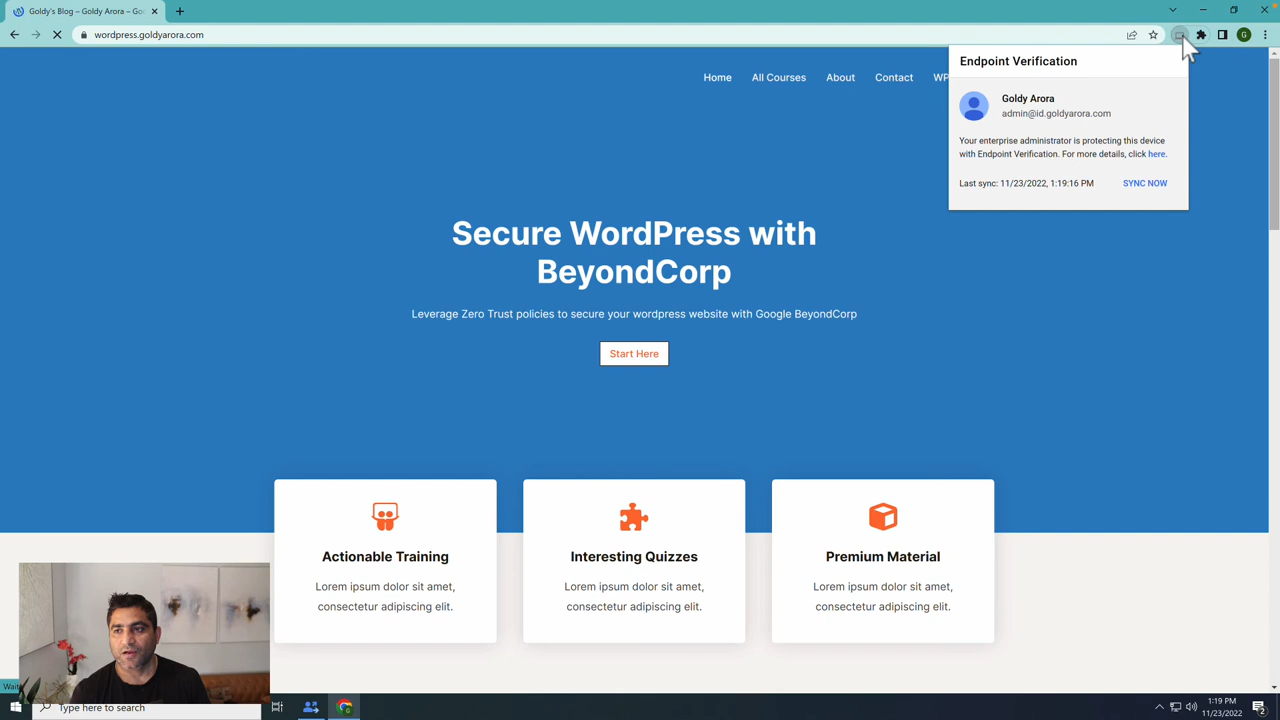 Goldy's Blog – Goldy Arora –
wordpress.goldyarora.com
G
Home
All Courses
About
Contact
WP
Endpoint Verification
Goldy Arora
admin@id.goldyarora.com
Your enterprise administrator is protecting this device
with Endpoint Verification. For more details, click here.
Last sync: 11/23/2022, 1:19:16 PM
SYNC NOW
Secure WordPress with
BeyondCorp
Leverage Zero Trust policies to secure your wordpress website with Google BeyondCorp
Start Here
Actionable Training
Lorem ipsum dolor sit amet,
consectetur adipiscing elit.
Interesting Quizzes
Lorem ipsum dolor sit amet,
consectetur adipiscing elit.
Premium Material
Lorem ipsum dolor sit amet,
consectetur adipiscing elit.
Wait
Type here to search
1:19 PM
11/23/2022
2